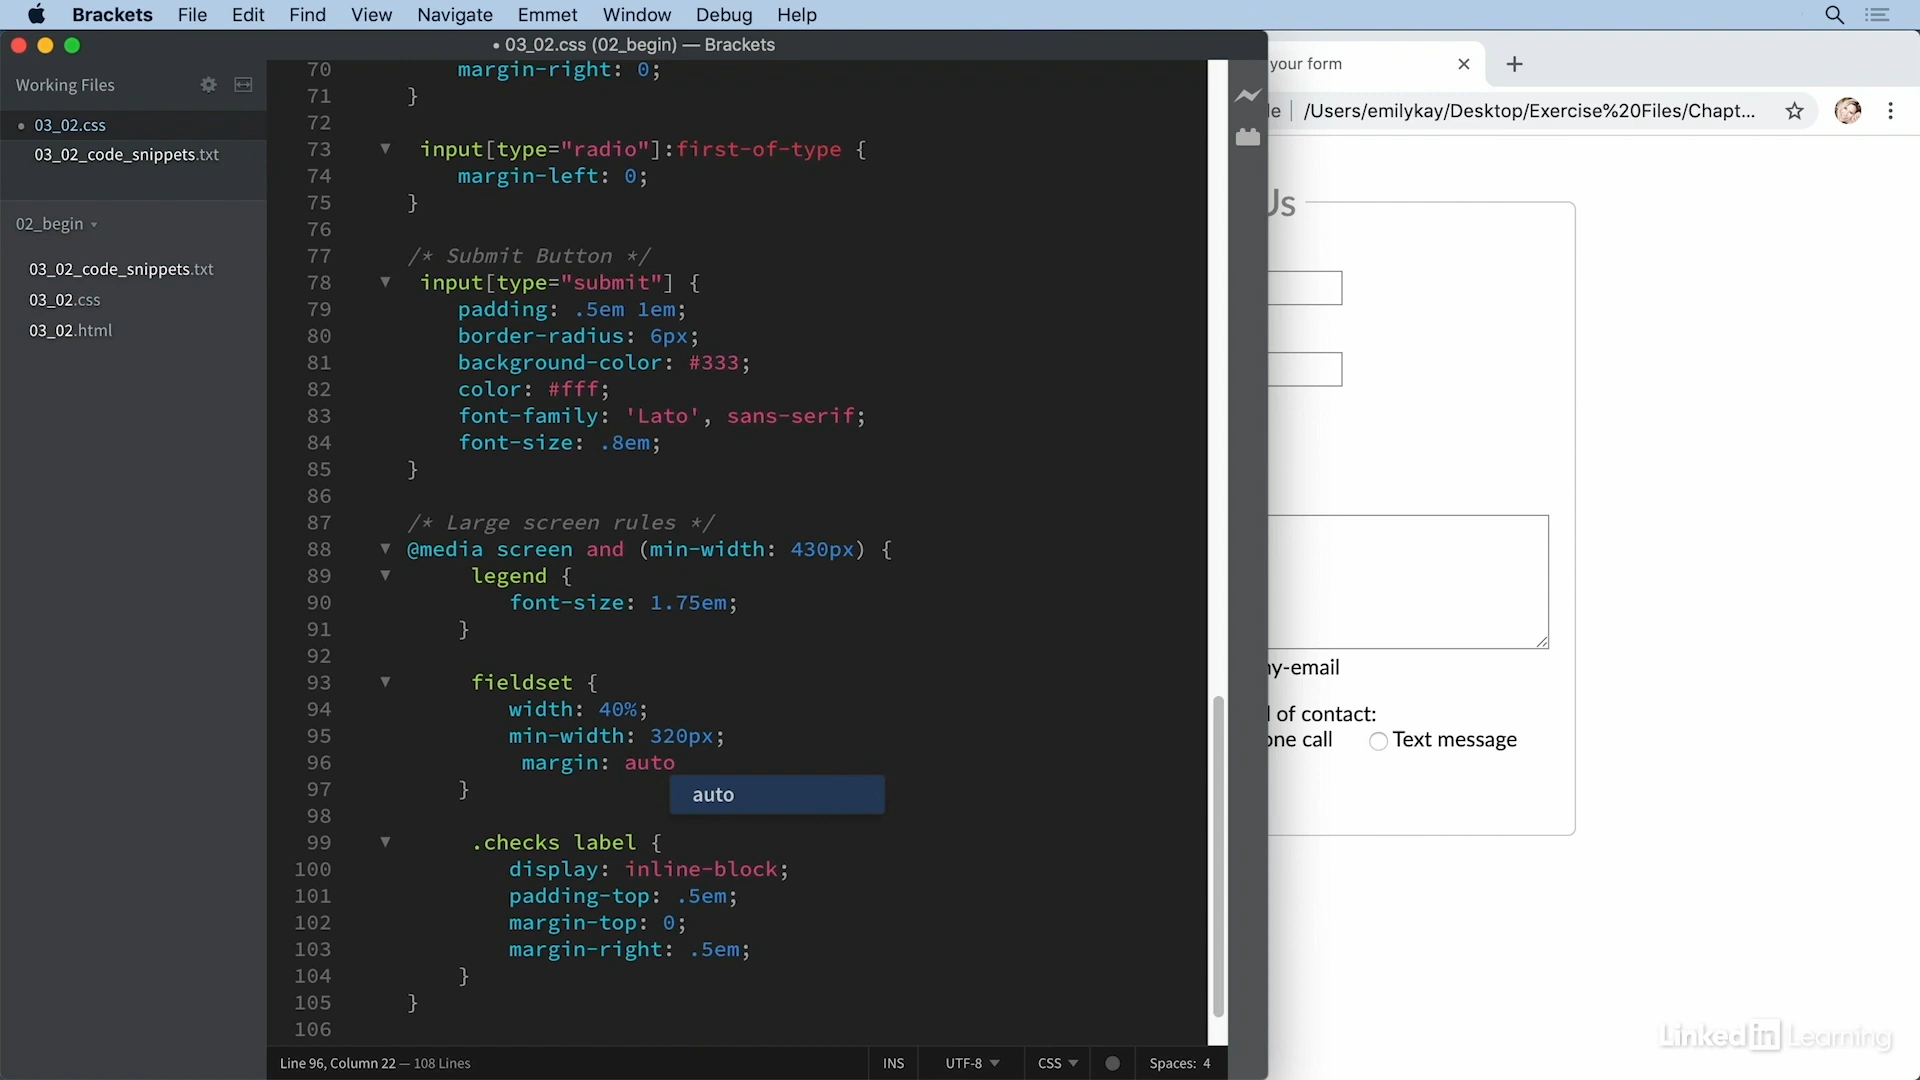 Brackets File Edit Find View Navigate Emmet Window Debug Help
• 03_02.css (02_begin) — Brackets
Working Files
03_02.css
03_02_code_snippets.txt
02_begin
03_02_code_snippets.txt
03_02.css
03_02.html
70 margin-right: 0;
71 }
72
73 input[type="radio"]:first-of-type {
74 margin-left: 0;
75 }
76
77 /* Submit Button */
78 input[type="submit"] {
79 padding: .5em 1em;
80 border-radius: 6px;
81 background-color: #333;
82 color: #fff;
83 font-family: 'Lato', sans-serif;
84 font-size: .8em;
85 }
86
87 /* Large screen rules */
88 @media screen and (min-width: 430px) {
89 legend {
90 font-size: 1.75em;
91 }
92
93 fieldset {
94 width: 40%;
95 min-width: 320px;
96 margin: auto
97 }
auto
98
99 .checks label {
100 display: inline-block;
101 padding-top: .5em;
102 margin-top: 0;
103 margin-right: .5em;
104 }
105 }
106
Line 96, Column 22 — 108 Lines
INS UTF-8 CSS Spaces: 4
your form
/Users/emilykay/Desktop/Exercise%20Files/Chapt...
Us
y-email
of contact:
one call Text message
LinkedIn Learning